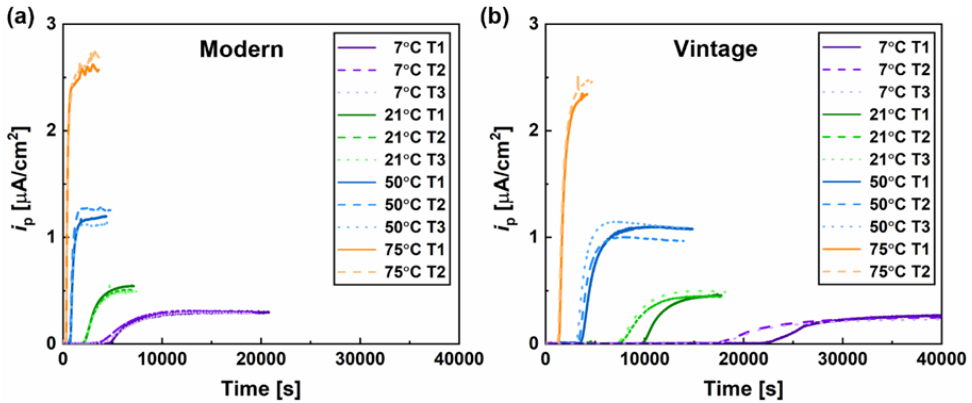 (a)
Modern
7°C T1
7°C T2
7°C T3
21°C T1
21°C T2
21°C T3
50°C T1
50°C T2
50°C T3
75°C T1
75°C T2
3
2
1
0
iₚ [µA/cm²]
0
10000
20000
30000
40000
Time [s]
(b)
Vintage
7°C T1
7°C T2
7°C T3
21°C T1
21°C T2
21°C T3
50°C T1
50°C T2
50°C T3
75°C T1
75°C T2
3
2
1
0
iₚ [µA/cm²]
0
10000
20000
30000
40000
Time [s]